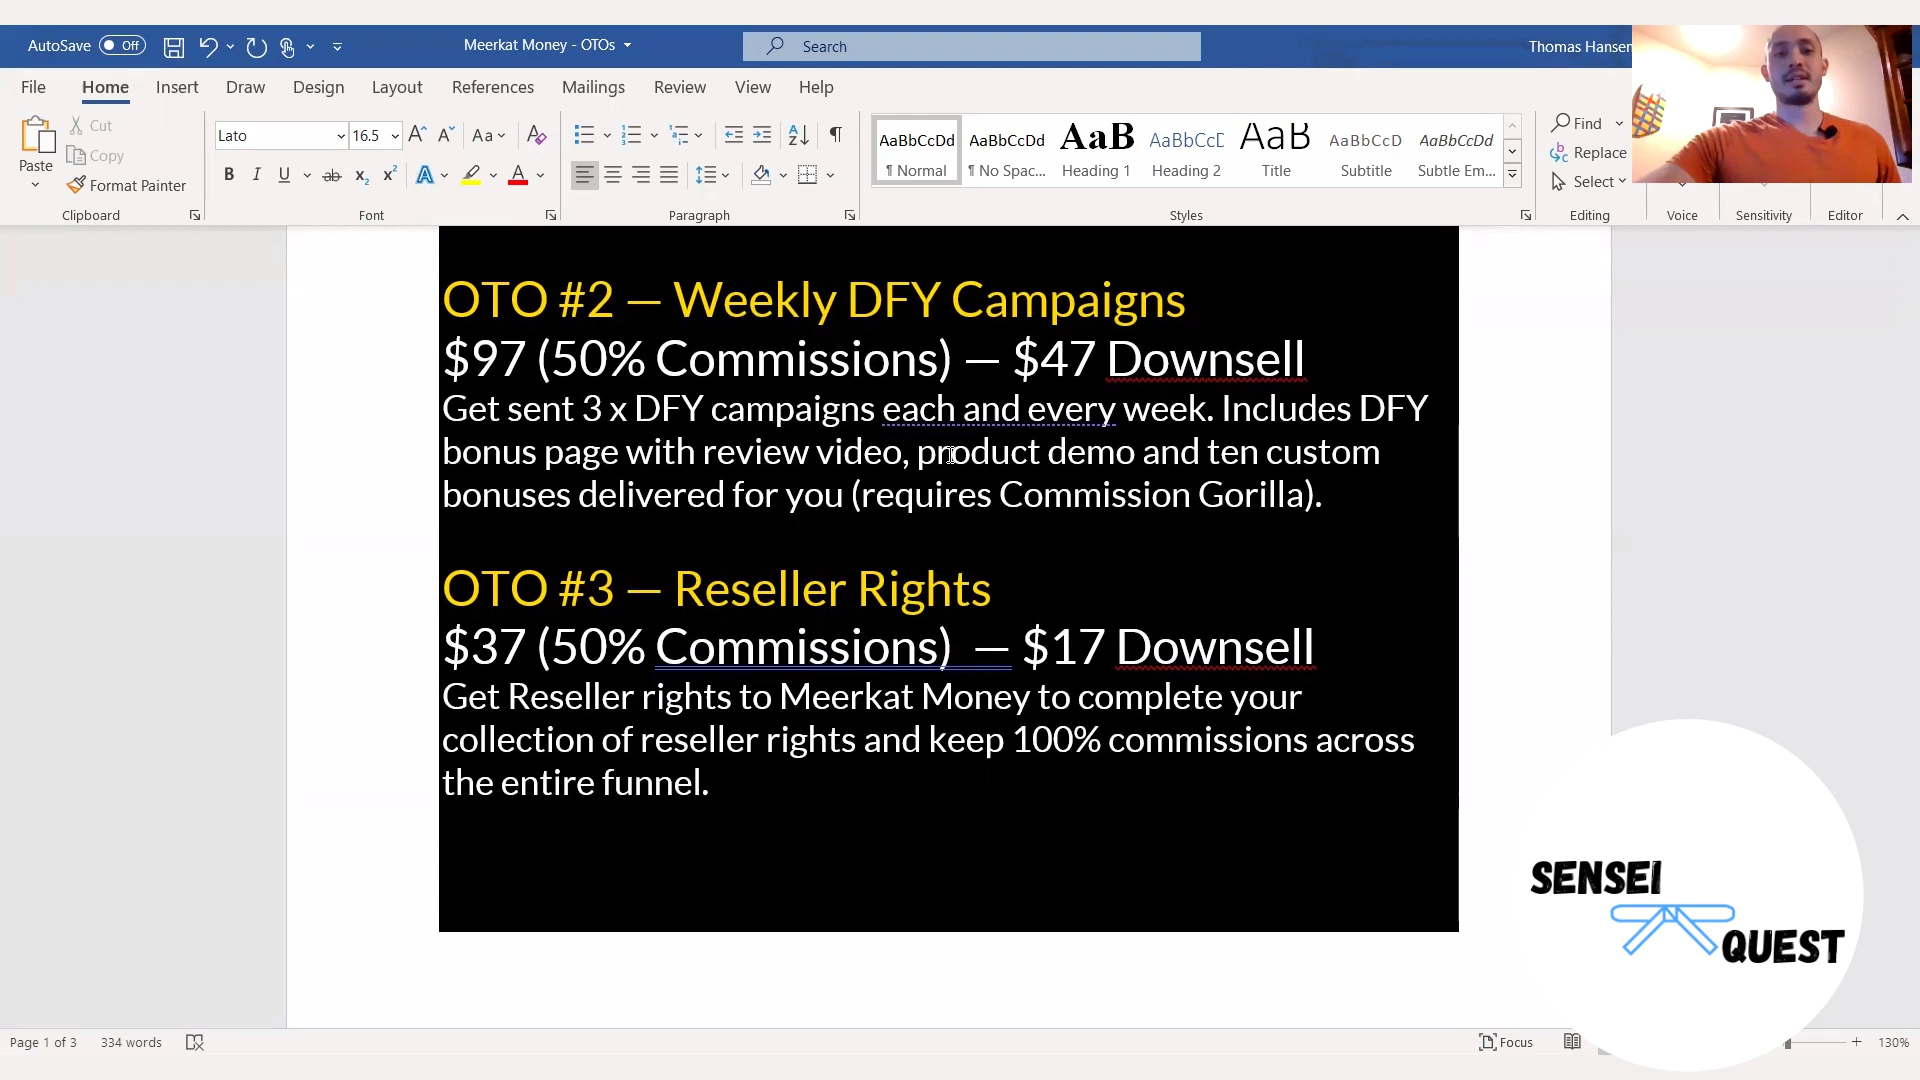 AutoSave Off Meerkat Money - OTOs Search Thomas Hansen
File Home Insert Draw Design Layout References Mailings Review View Help
Paste Cut Copy Format Painter
Clipboard
Lato 16.5
Font
Paragraph
AaBbCcDd AaBbCcDd AaB AaBbCcD AaB AaBbCcD AaBbCcDd
¶ Normal ¶ No Spac... Heading 1 Heading 2 Title Subtitle Subtle Em...
Styles
Find
Replace
Select
Editing Voice Sensitivity Editor
OTO #2 — Weekly DFY Campaigns
$97 (50% Commissions) — $47 Downsell
Get sent 3 x DFY campaigns each and every week. Includes DFY
bonus page with review video, product demo and ten custom
bonuses delivered for you (requires Commission Gorilla).
OTO #3 — Reseller Rights
$37 (50% Commissions) — $17 Downsell
Get Reseller rights to Meerkat Money to complete your
collection of reseller rights and keep 100% commissions across
the entire funnel.
SENSEI
QUEST
Page 1 of 3 334 words Focus 130%